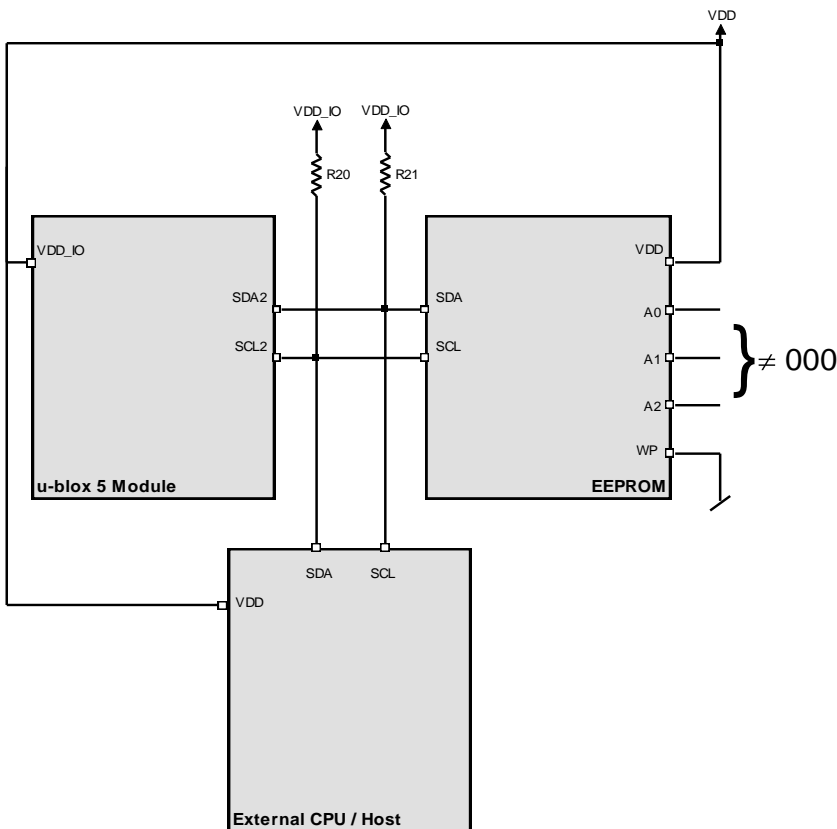 VDD
VDD_IO
VDD_IO
R20
R21
VDD_IO
VDD
SDA2
SDA
A0
SCL2
SCL
A1
≠ 000
A2
WP
u-blox 5 Module
EEPROM
SDA
SCL
VDD
External CPU / Host